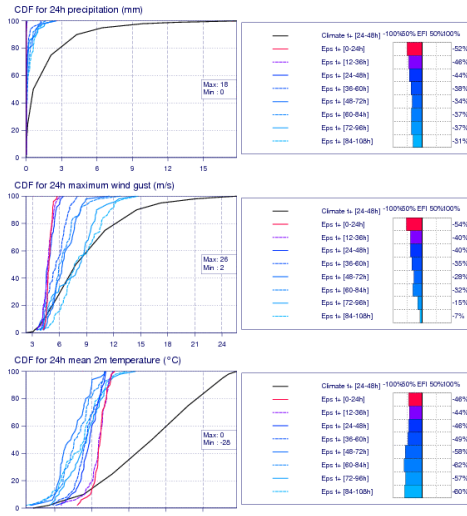 CDF for 24h precipitation (mm)
100
80
60
40
20
0
0 3 6 9 12 15
Max: 18
Min : 0
Climate t+ [24-48h] -100%50% EFI 50%100%
Eps t+ [0-24h] -52%
Eps t+ [12-36h] -46%
Eps t+ [24-48h] -44%
Eps t+ [36-60h] -38%
Eps t+ [48-72h] -34%
Eps t+ [60-84h] -37%
Eps t+ [72-96h] -37%
Eps t+ [84-108h] -31%
CDF for 24h maximum wind gust (m/s)
100
80
60
40
20
0
3 6 9 12 15 18 21 24
Max: 26
Min : 2
Climate t+ [24-48h] -100%50% EFI 50%100%
Eps t+ [0-24h] -54%
Eps t+ [12-36h] -40%
Eps t+ [24-48h] -40%
Eps t+ [36-60h] -35%
Eps t+ [48-72h] -28%
Eps t+ [60-84h] -32%
Eps t+ [72-96h] -15%
Eps t+ [84-108h] -7%
CDF for 24h mean 2m temperature (°C)
100
80
60
40
20
0
Max: 0
Min : -28
Climate t+ [24-48h] -100%50% EFI 50%100%
Eps t+ [0-24h] -46%
Eps t+ [12-36h] -44%
Eps t+ [24-48h] -46%
Eps t+ [36-60h] -49%
Eps t+ [48-72h] -58%
Eps t+ [60-84h] -62%
Eps t+ [72-96h] -57%
Eps t+ [84-108h] -60%